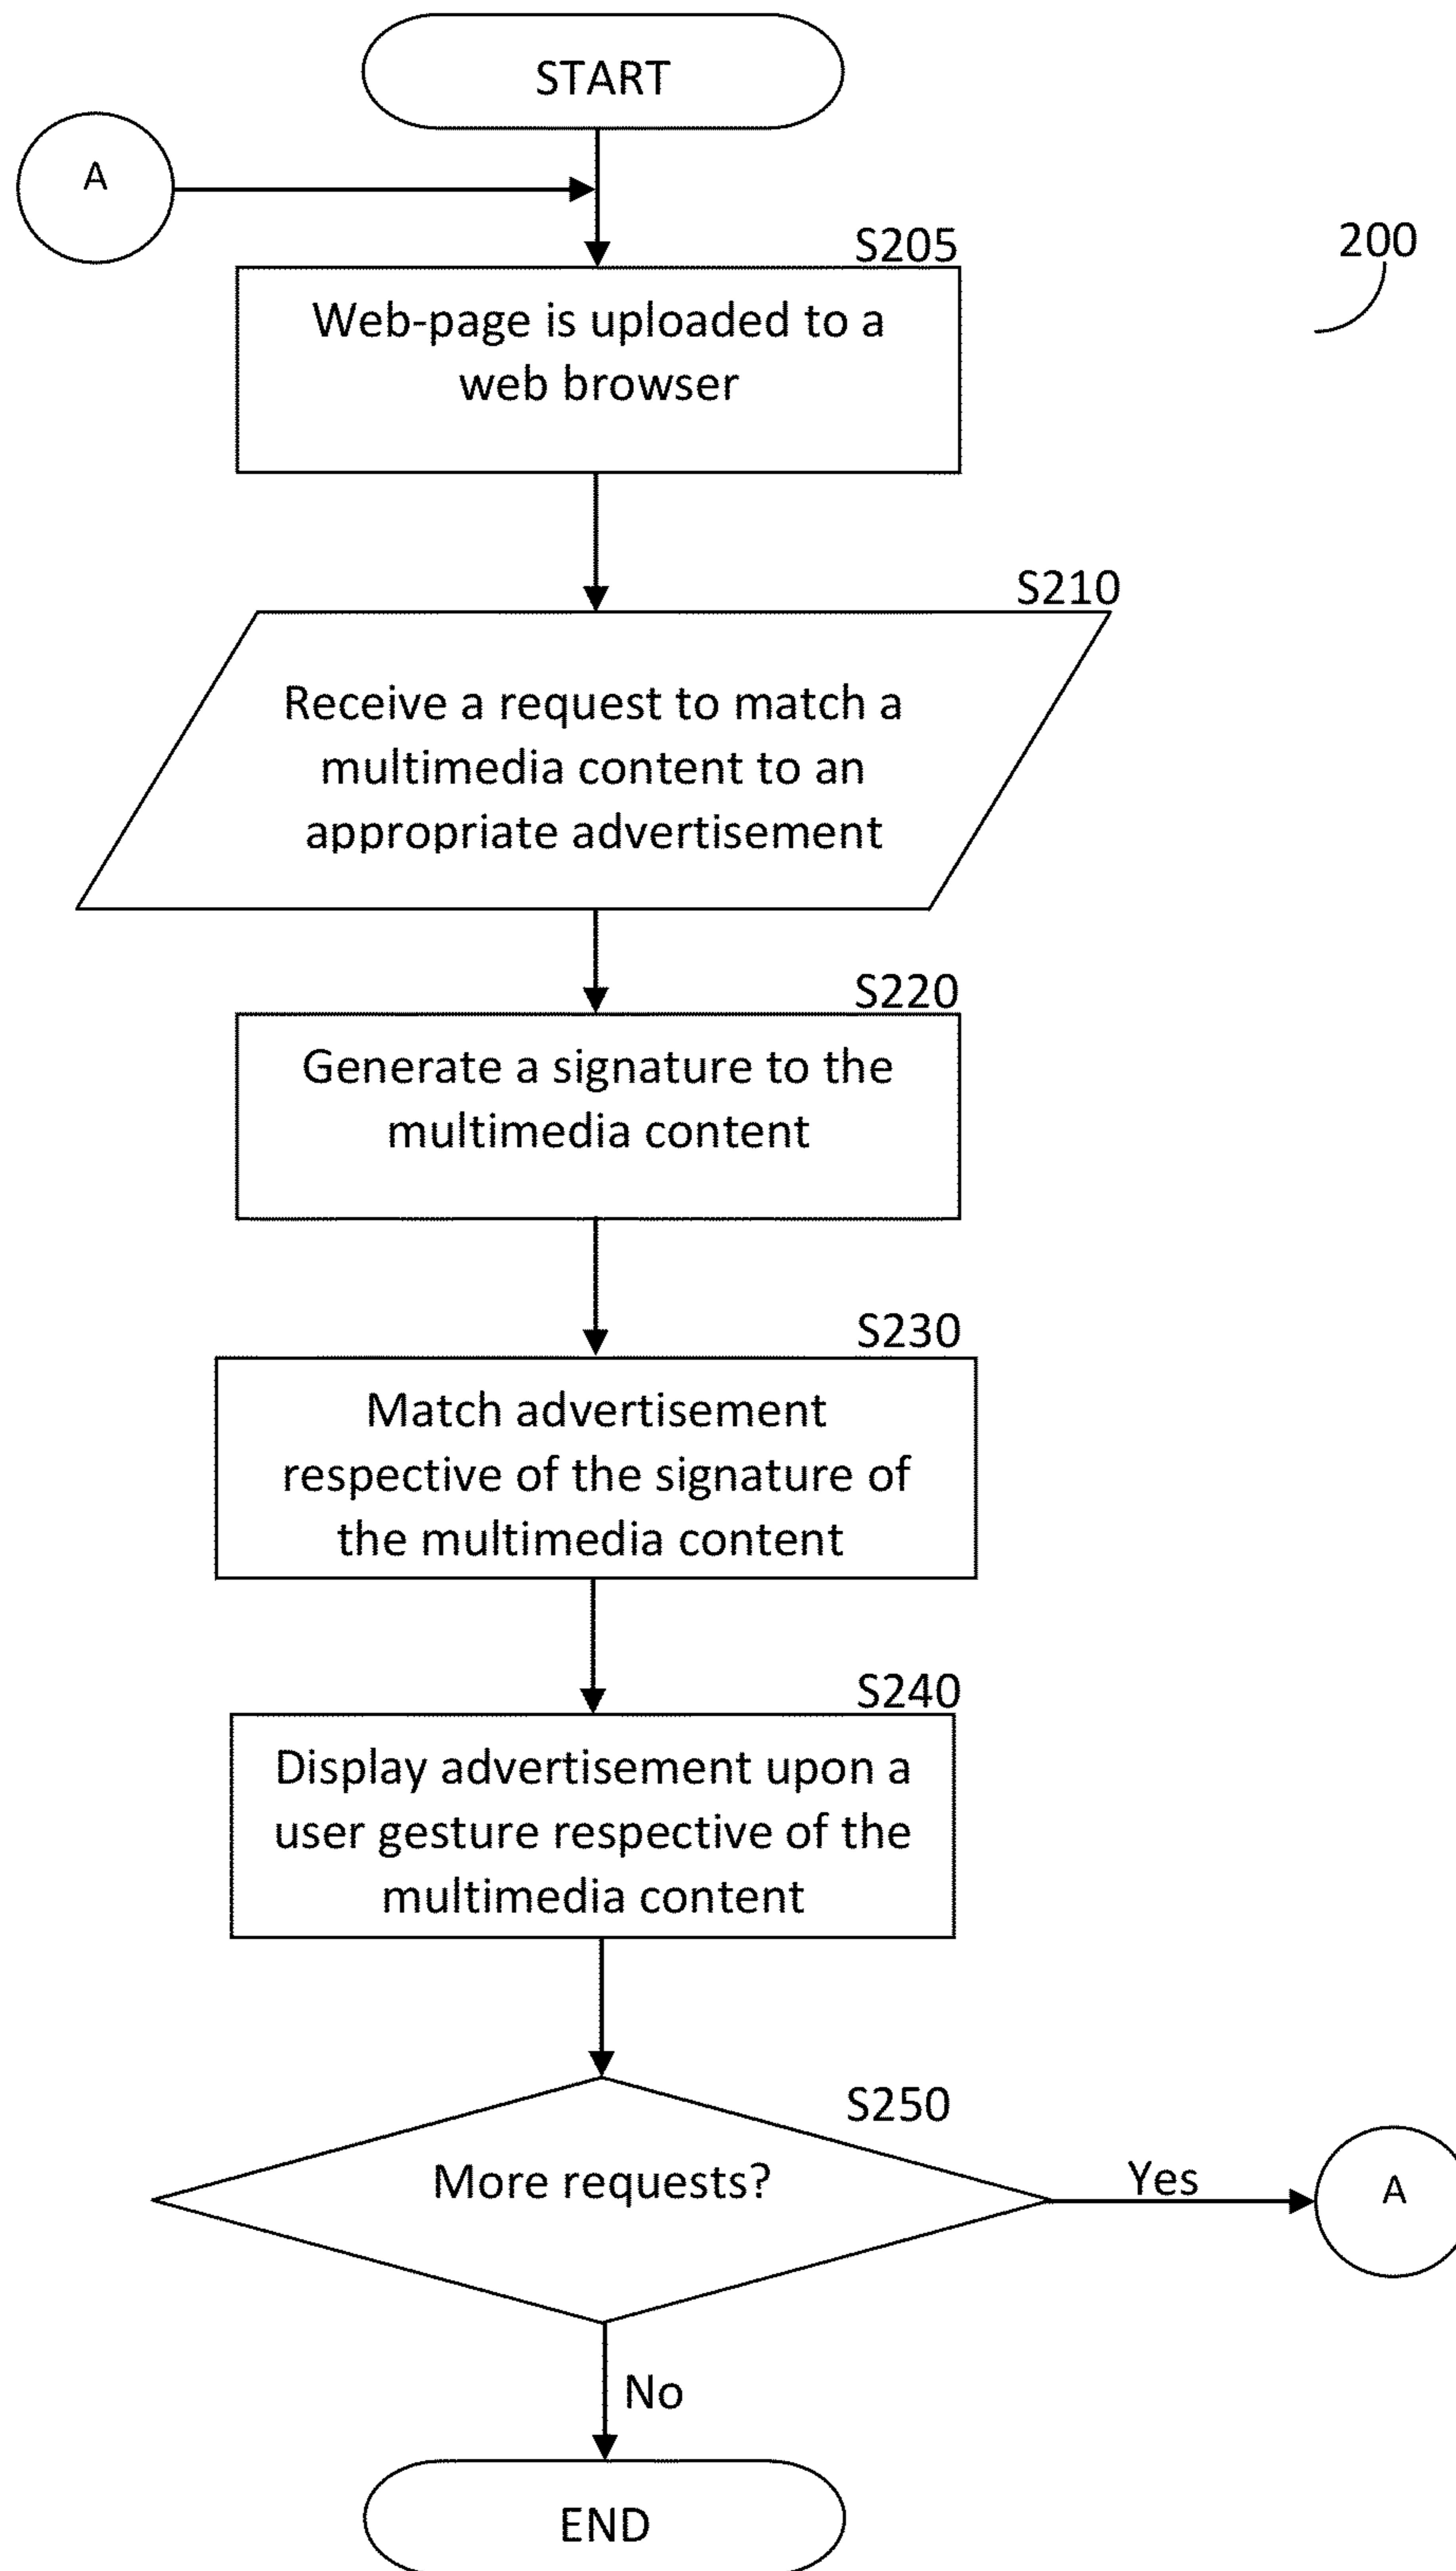 START
A
S205
200
Web-page is uploaded to a
web browser
S210
Receive a request to match a
multimedia content to an
appropriate advertisement
S220
Generate a signature to the
multimedia content
S230
Match advertisement
respective of the signature of
the multimedia content
S240
Display advertisement upon a
user gesture respective of the
multimedia content
S250
More requests?
Yes
A
No
END